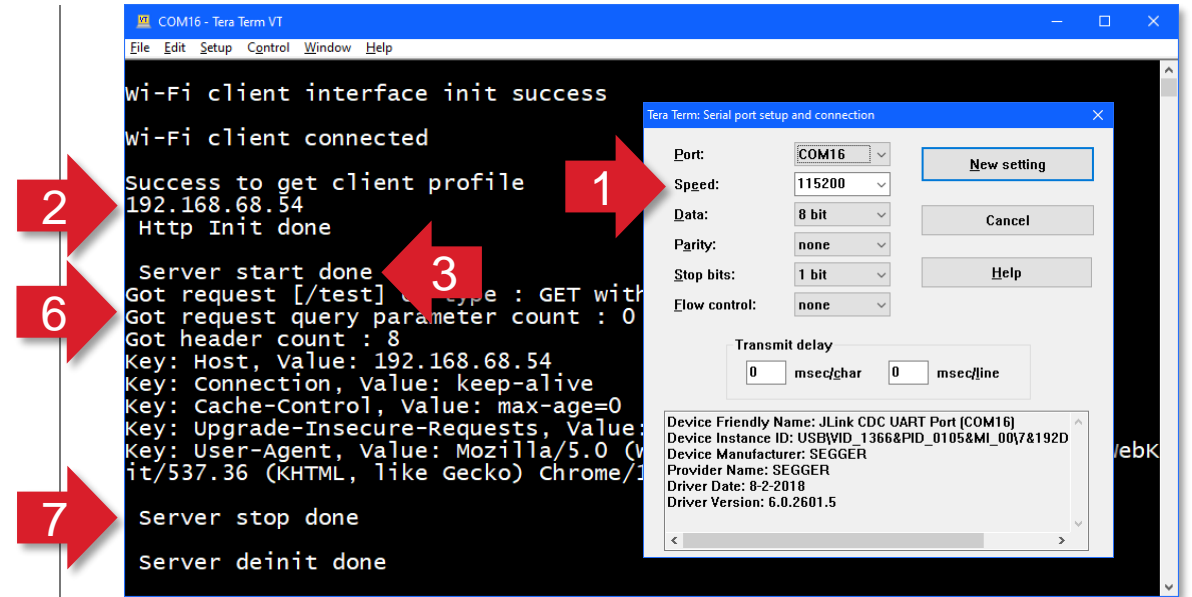 COM16 - Tera Term VT
File Edit Setup Control Window Help
Wi-Fi client interface init success
Wi-Fi client connected
Success to get client profile
192.168.68.54
Http Init done
Server start done
Got request [/test] : GET with
Got request query parameter count : 0
Got header count : 8
Key: Host, Value: 192.168.68.54
Key: Connection, Value: keep-alive
Key: Cache-Control, Value: max-age=0
Key: Upgrade-Insecure-Requests, Value:
Key: User-Agent, Value: Mozilla/5.0 (W
ebK
it/537.36 (KHTML, like Gecko) Chrome/1
Server stop done
Server deinit done
2
3
6
7
1
Tera Term: Serial port setup and connection
Port: COM16
Speed: 115200
Data: 8 bit
Parity: none
Stop bits: 1 bit
Flow control: none
New setting
Cancel
Help
Transmit delay
0 msec/char 0 msec/line
Device Friendly Name: JLink CDC UART Port (COM16)
Device Instance ID: USB\VID_1366&PID_0105&MI_00\7&192D
Device Manufacturer: SEGGER
Provider Name: SEGGER
Driver Date: 8-2-2018
Driver Version: 6.0.2601.5